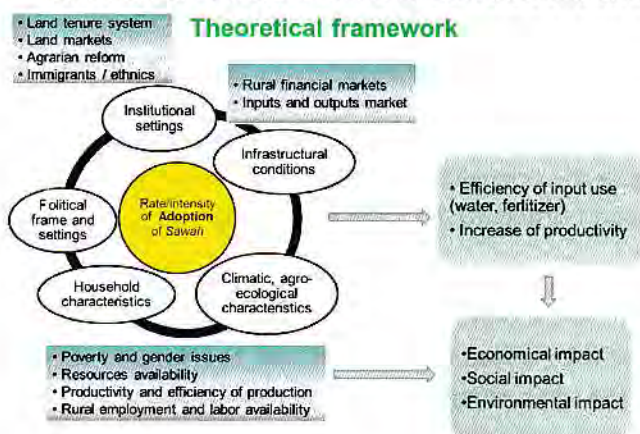 Theoretical framework
• Land tenure system
• Land markets
• Agrarian reform
• Immigrants / ethnics
• Rural financial markets
• Inputs and outputs market
Institutional
settings
Infrastructural
conditions
Political
frame and
settings
Rate/intensity
of Adoption
of Sawah
Household
characteristics
Climatic, agro-
ecological
characteristics
• Efficiency of input use
(water, ferlitizer)
• Increase of productivity
• Poverty and gender issues
• Resources availability
• Productivity and efficiency of production
• Rural employment and labor availability
•Economical impact
•Social impact
•Environmental impact